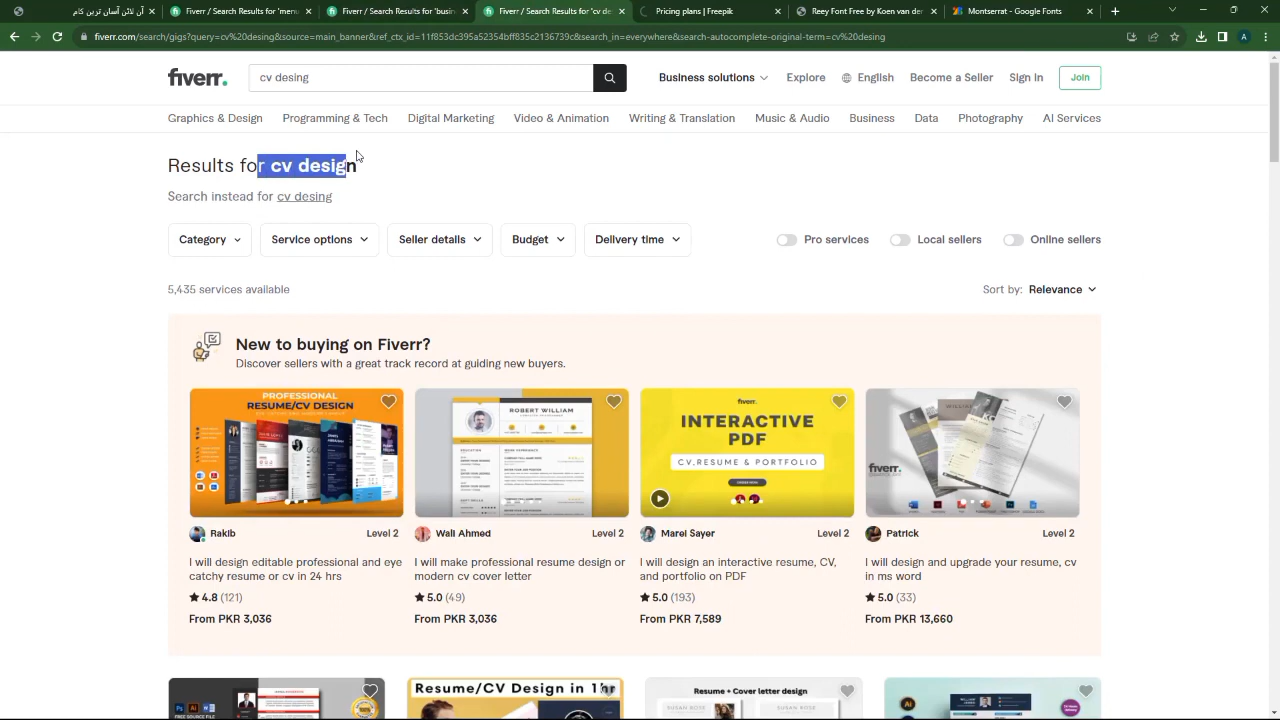 آن لائن آسان ترین کام
Fiverr / Search Results for 'menu
Fiverr / Search Results for 'busin
Fiverr / Search Results for 'cv de
Pricing plans | Freepik
Reey Font Free by Koen van der
Montserrat - Google Fonts
fiverr.com/search/gigs?query=cv%20desing&source=main_banner&ref_ctx_id=11f853dc395a52354bff835c2136739c&search_in=everywhere&search-autocomplete-original-term=cv%20desing
fiverr.
cv desing
Business solutions
Explore
English
Become a Seller
Sign In
Join
Graphics & Design
Programming & Tech
Digital Marketing
Video & Animation
Writing & Translation
Music & Audio
Business
Data
Photography
AI Services
Results for cv design
Search instead for cv desing
Category
Service options
Seller details
Budget
Delivery time
Pro services
Local sellers
Online sellers
5,435 services available
Sort by: Relevance
New to buying on Fiverr?
Discover sellers with a great track record at guiding new buyers.
PROFESSIONAL
RESUME/CV DESIGN
ROBERT WILLIAM
fiverr.
INTERACTIVE
PDF
CV,RESUME & PORTFOLIO
fiverr.
Rakib
Level 2
Wali Ahmed
Level 2
Marel Sayer
Level 2
Patrick
Level 2
I will design editable professional and eye
catchy resume or cv in 24 hrs
I will make professional resume design or
modern cv cover letter
I will design an interactive resume, CV,
and portfolio on PDF
I will design and upgrade your resume, cv
in ms word
4.8 (121)
5.0 (49)
5.0 (193)
5.0 (33)
From PKR 3,036
From PKR 3,036
From PKR 7,589
From PKR 13,660
Resume/CV Design in 1hr
Resume + Cover letter design
SUSAN ROSE
SUSAN ROSE
FREE SOURCE FILE